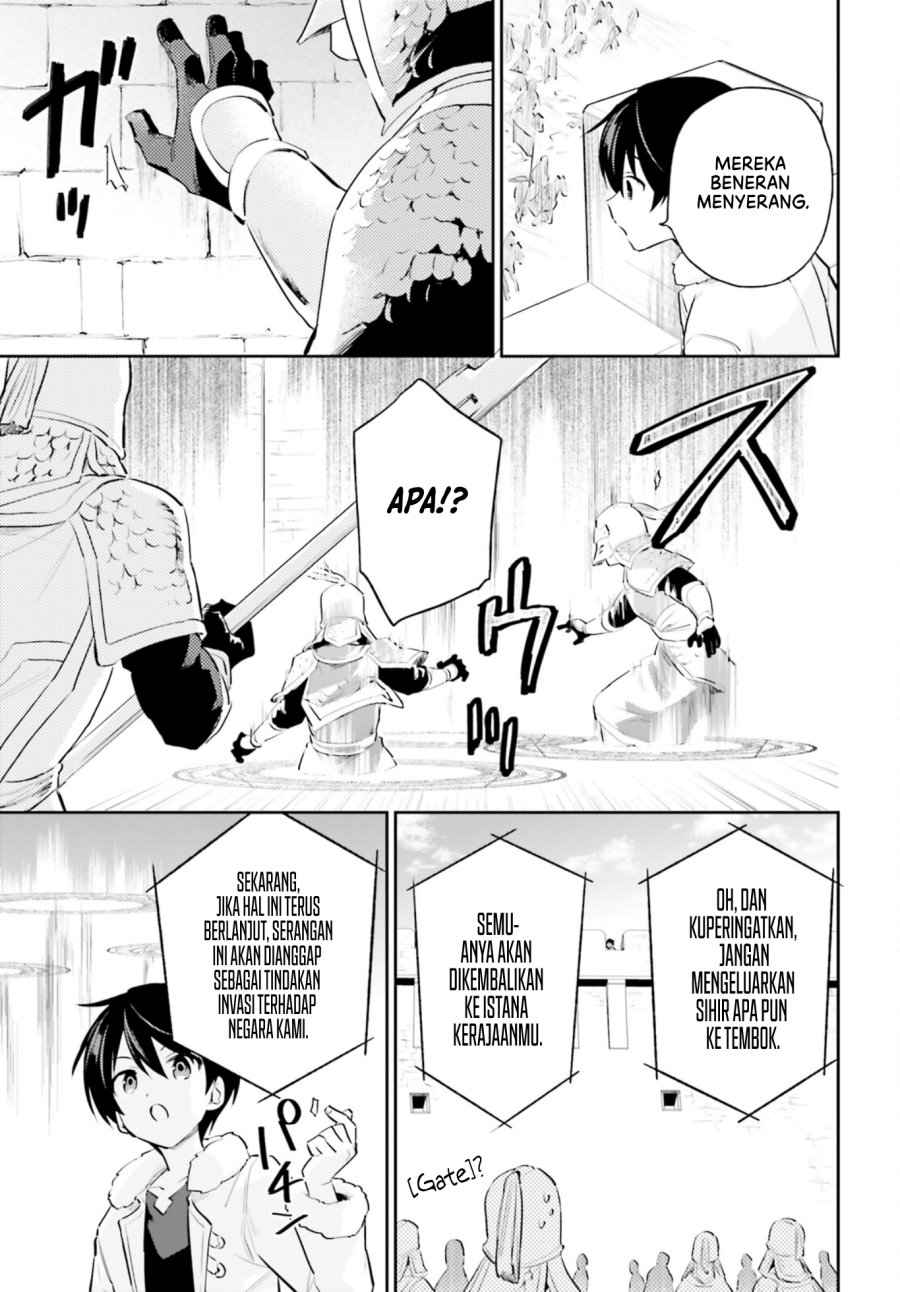 MEREKA
BENERAN
MENYERANG.
ガ
ッ
APA!?
ス
ウ
ッ
OH, DAN
KUPERINGATKAN,
JANGAN
MENGELUARKAN
SIHIR APA PUN
KE TEMBOK.
SEMU-
ANYA AKAN
DIKEMBALIKAN
KE ISTANA
KERAJAANMU.
[Gate]?
SEKARANG,
JIKA HAL INI TERUS
BERLANJUT, SERANGAN
INI AKAN DIANGGAP
SEBAGAI TINDAKAN
INVASI TERHADAP
NEGARA KAMI.
パチン